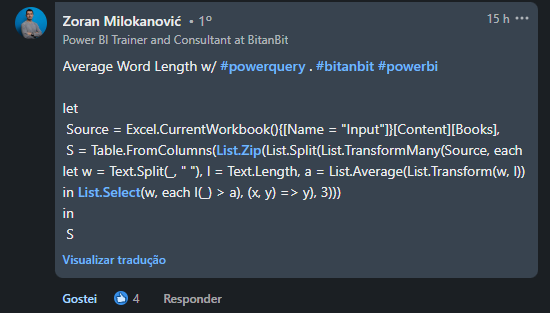 Zoran Milokanović • 1º
15 h •••
Power BI Trainer and Consultant at BitanBit
Average Word Length w/ #powerquery . #bitanbit #powerbi
let
Source = Excel.CurrentWorkbook(){[Name = "Input"]}[Content][Books],
S = Table.FromColumns(List.Zip(List.Split(List.TransformMany(Source, each
let w = Text.Split(_, " "), l = Text.Length, a = List.Average(List.Transform(w, l))
in List.Select(w, each l(_) > a), (x, y) => y), 3)))
in
S
Visualizar tradução
Gostei 4 Responder